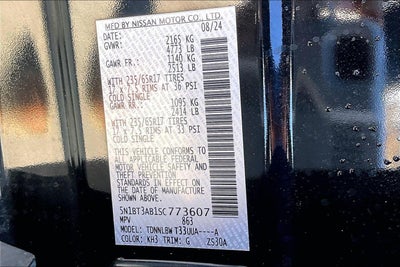 MFD BY NISSAN MOTOR CO., LTD.
DATE: 08/24
GVWR: 2165 KG
4773 LB
GAWR FR.: 1140 KG
2513 LB
WITH 235/65R17 TIRES
17 X 7.5 RIMS AT 36 PSI
COLD SINGLE
GAWR RR.: 1095 KG
2414 LB
WITH 235/65R17 TIRES
17 X 7.5 RIMS AT 33 PSI
COLD SINGLE
THIS VEHICLE CONFORMS
TO ALL APPLICABLE FEDERAL
MOTOR VEHICLE SAFETY AND
THEFT PREVENTION
STANDARDS IN EFFECT ON
THE DATE OF MANUFACTURE
SHOWN ABOVE.
5N1BT3AB1SC773607
MPV 863
MODEL: TDNNLBWT33UUA----A
COLOR: KH3 TRIM: G ZS30A